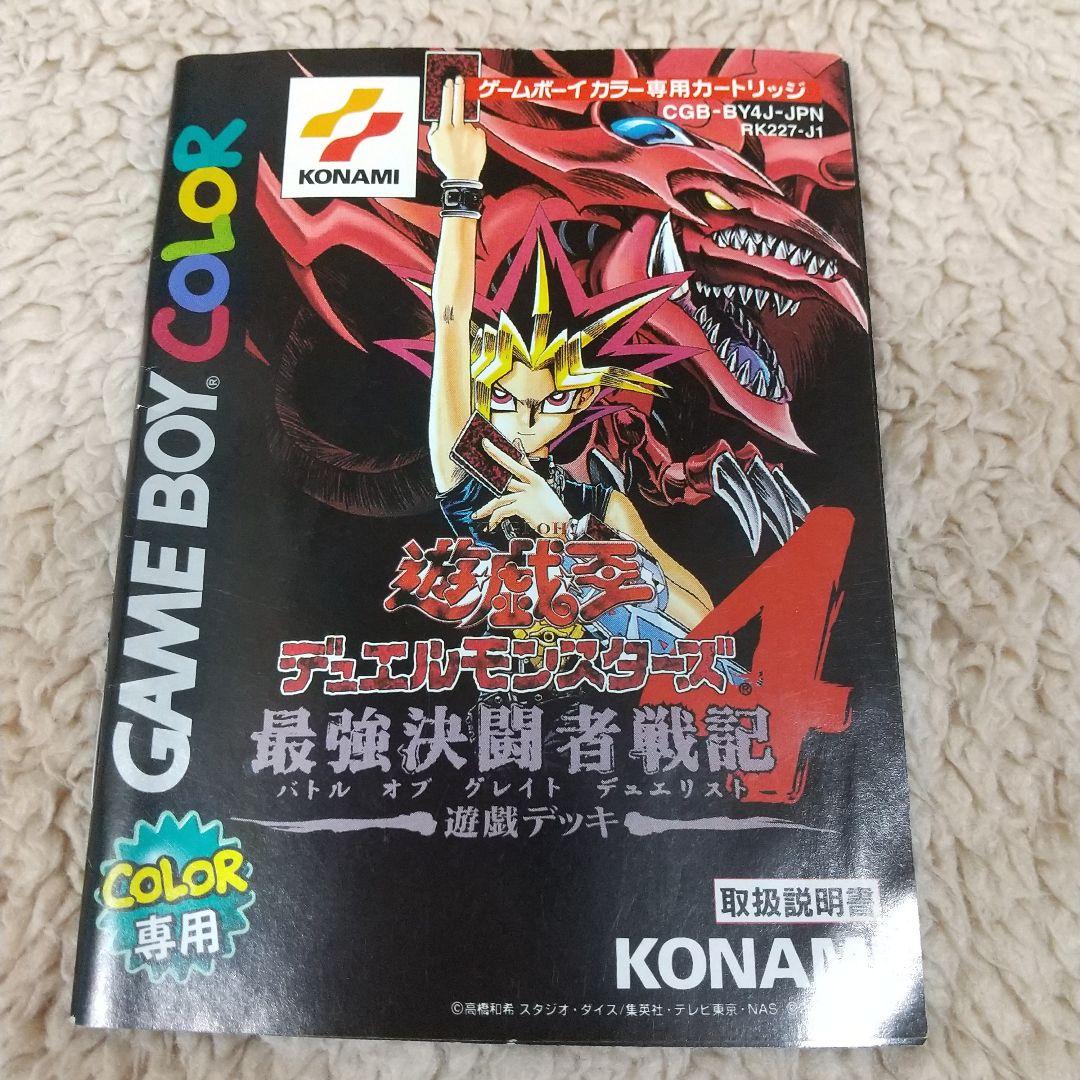 KONAMI
ゲームボーイ カラー専用カートリッジ
CGB-BY4J-JPN
RK227-J1
GAME BOY® COLOR
遊☆戯☆王
デュエルモンスターズ® 4
最強決闘者戦記
バトル オブ グレイト デュエリスト
遊戯デッキ
COLOR
専用
取扱説明書
KONAMI
©高橋和希 スタジオ・ダイス/集英社・テレビ東京・NAS ©